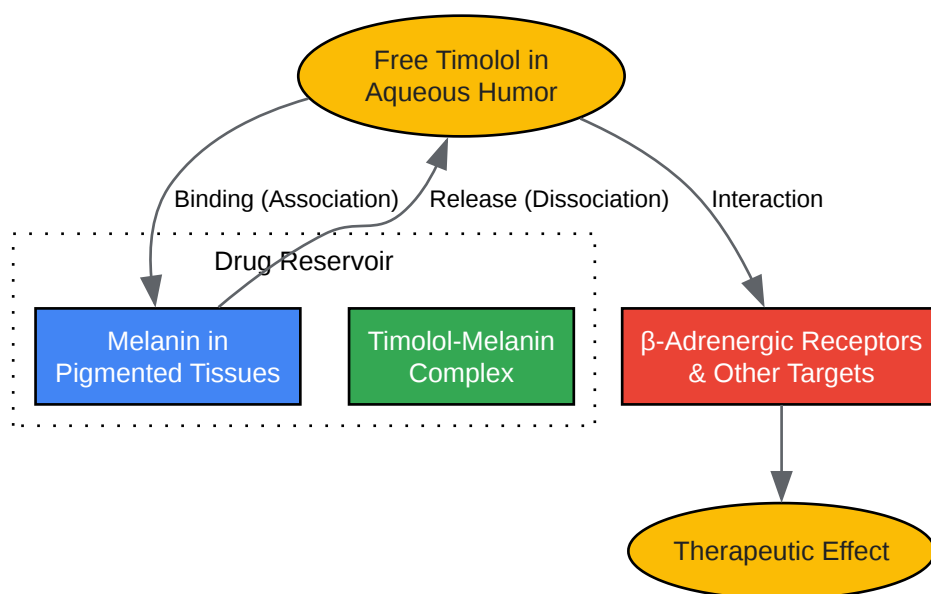 Free Timolol in
Aqueous Humor
Binding (Association)
Release (Dissociation)
Interaction
Drug Reservoir
Melanin in
Pigmented Tissues
Timolol-Melanin
Complex
β-Adrenergic Receptors
& Other Targets
Therapeutic Effect